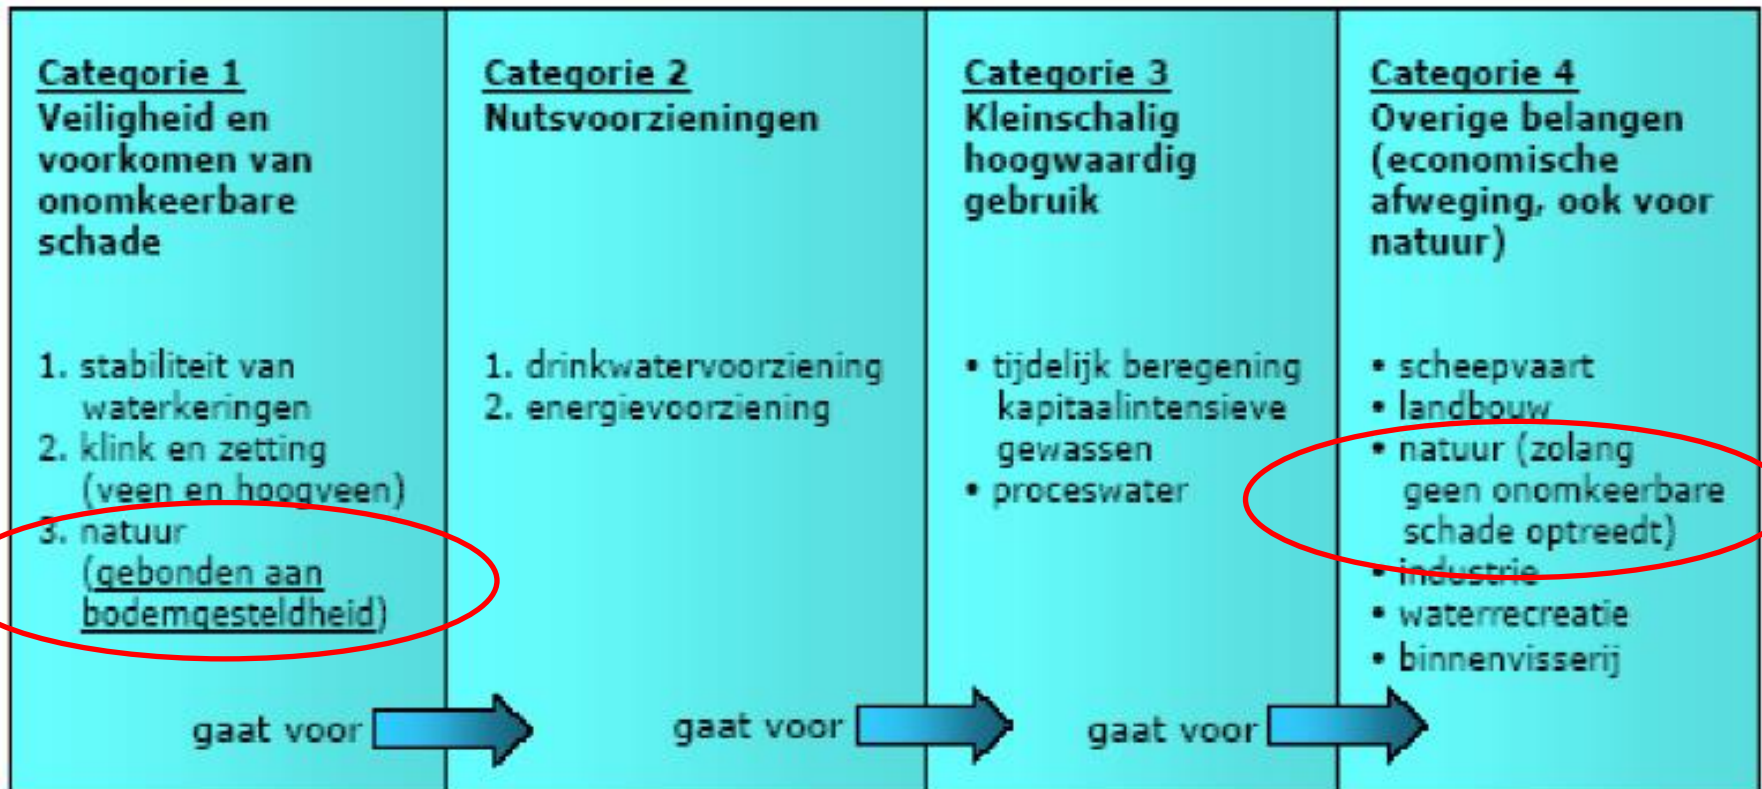 Categorie 1
Veiligheid en
voorkomen van
onomkeerbare
schade
1. stabiliteit van
waterkeringen
2. klink en zetting
(veen en hoogveen)
3. natuur
(gebonden aan
bodemgesteldheid)
gaat voor
Categorie 2
Nutsvoorzieningen
1. drinkwatervoorziening
2. energievoorziening
gaat voor
Categorie 3
Kleinschalig
hoogwaardig
gebruik
• tijdelijk beregening
kapitaalintensieve
gewassen
• proceswater
gaat voor
Categorie 4
Overige belangen
(economische
afweging, ook voor
natuur)
• scheepvaart
• landbouw
• natuur (zolang
geen onomkeerbare
schade optreedt)
• industrie
• waterrecreatie
• binnenvisserij